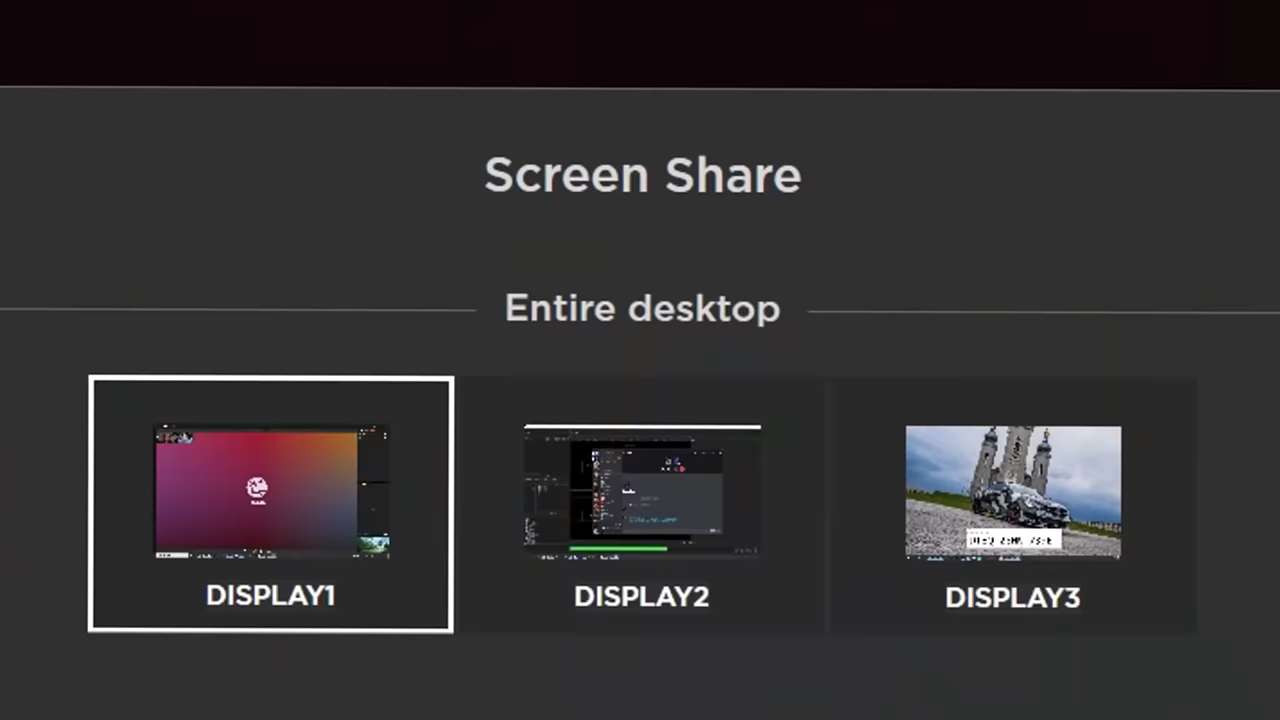 Screen Share
Entire desktop
DISPLAY1
DISPLAY2
DISPLAY3